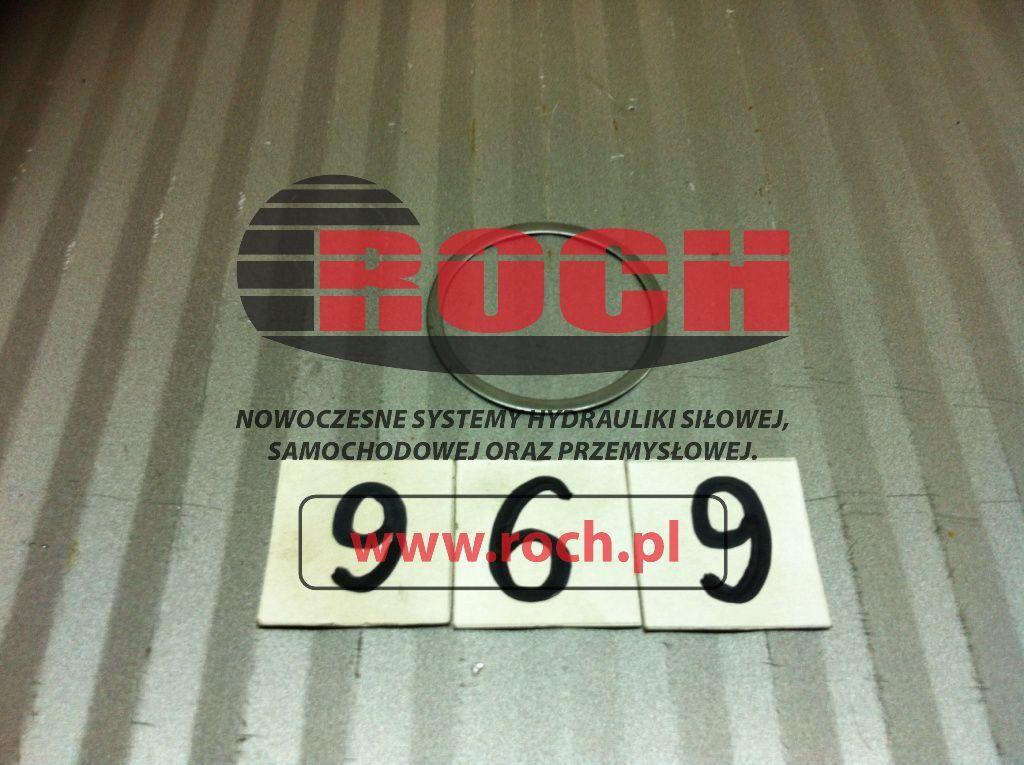 ROCH
NOWOCZESNE SYSTEMY HYDRAULIKI SIŁOWEJ,
SAMOCHODOWEJ ORAZ PRZEMYSŁOWEJ.
969
www.roch.pl